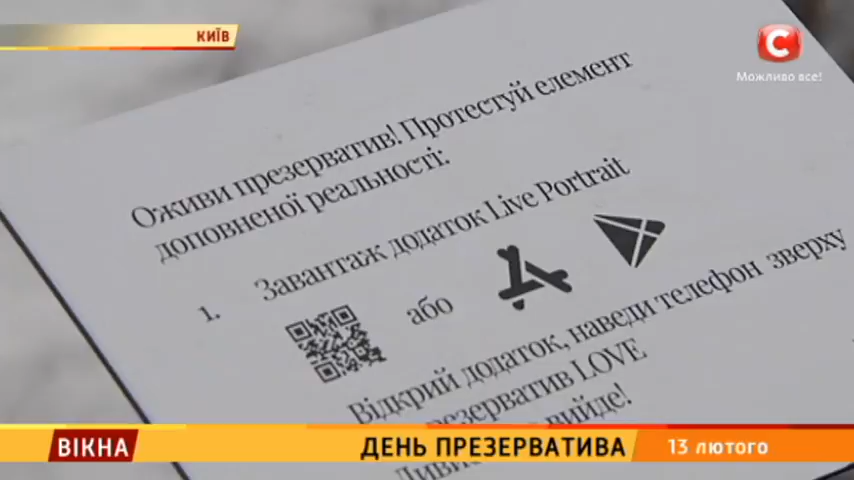 КИЇВ
С
Можливо все!
Оживи презерватив! Протестуй елемент
доповненої реальності:
1. Завантаж додаток Live Portrait
або
Відкрий додаток, наведи телефон зверху
LOVE
вийде!
ВІКНА
ДЕНЬ ПРЕЗЕРВАТИВА
13 ЛЮТОГО